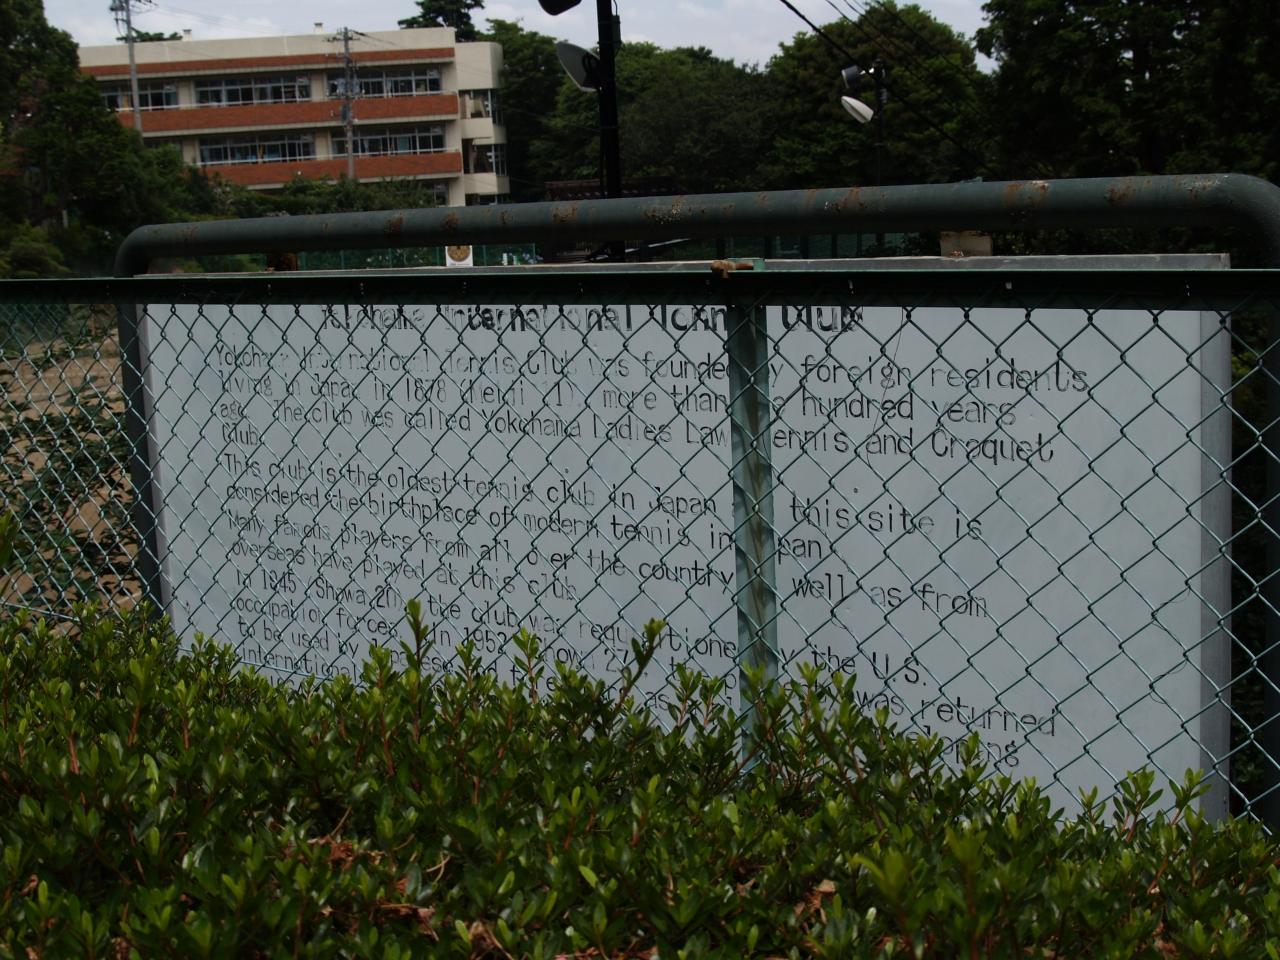 Yokohama International Tennis Club
Yokohama International Tennis Club was founded by foreign residents
living in Japan in 1878 (Meiji 11), more than one hundred years
ago. The club was called Yokohama Ladies Lawn Tennis and Croquet
Club.
This club is the oldest tennis club in Japan this site is
considered the birthplace of modern tennis in Japan
Many famous players from all over the country as well as from
overseas have played at this club.
In 1945 (Showa 20) the club was requisitioned by the U.S.
occupation forces. In 1952 (Showa 27) was returned
to be used by Japanese and
international